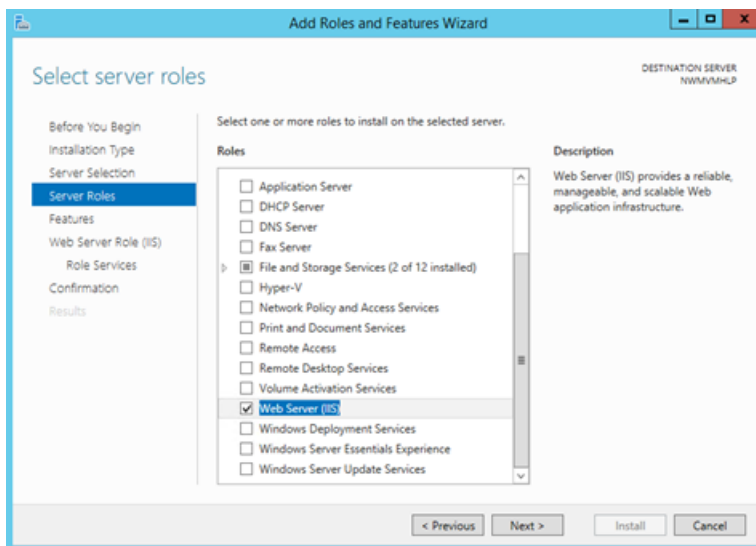 Add Roles and Features Wizard
Select server roles
DESTINATION SERVER
NWMVMHLP
Before You Begin
Installation Type
Server Selection
Server Roles
Features
Web Server Role (IIS)
Role Services
Confirmation
Results
Select one or more roles to install on the selected server.
Roles
Application Server
DHCP Server
DNS Server
Fax Server
File and Storage Services (2 of 12 installed)
Hyper-V
Network Policy and Access Services
Print and Document Services
Remote Access
Remote Desktop Services
Volume Activation Services
Web Server (IIS)
Windows Deployment Services
Windows Server Essentials Experience
Windows Server Update Services
Description
Web Server (IIS) provides a reliable,
manageable, and scalable Web
application infrastructure.
< Previous
Next >
Install
Cancel